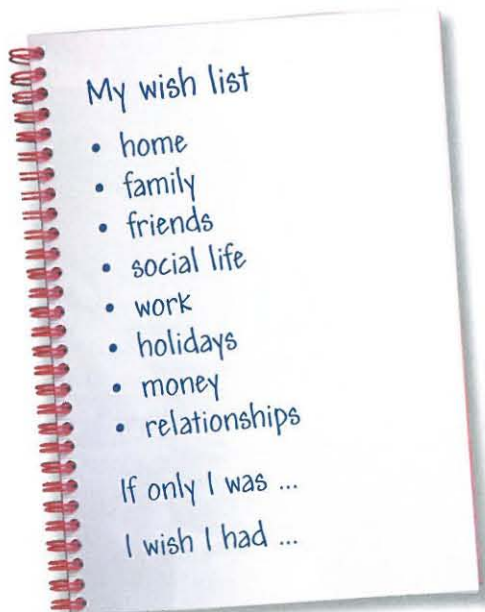 My wish list
• home
• family
• friends
• social life
• work
• holidays
• money
• relationships
If only I was ...
I wish I had ...